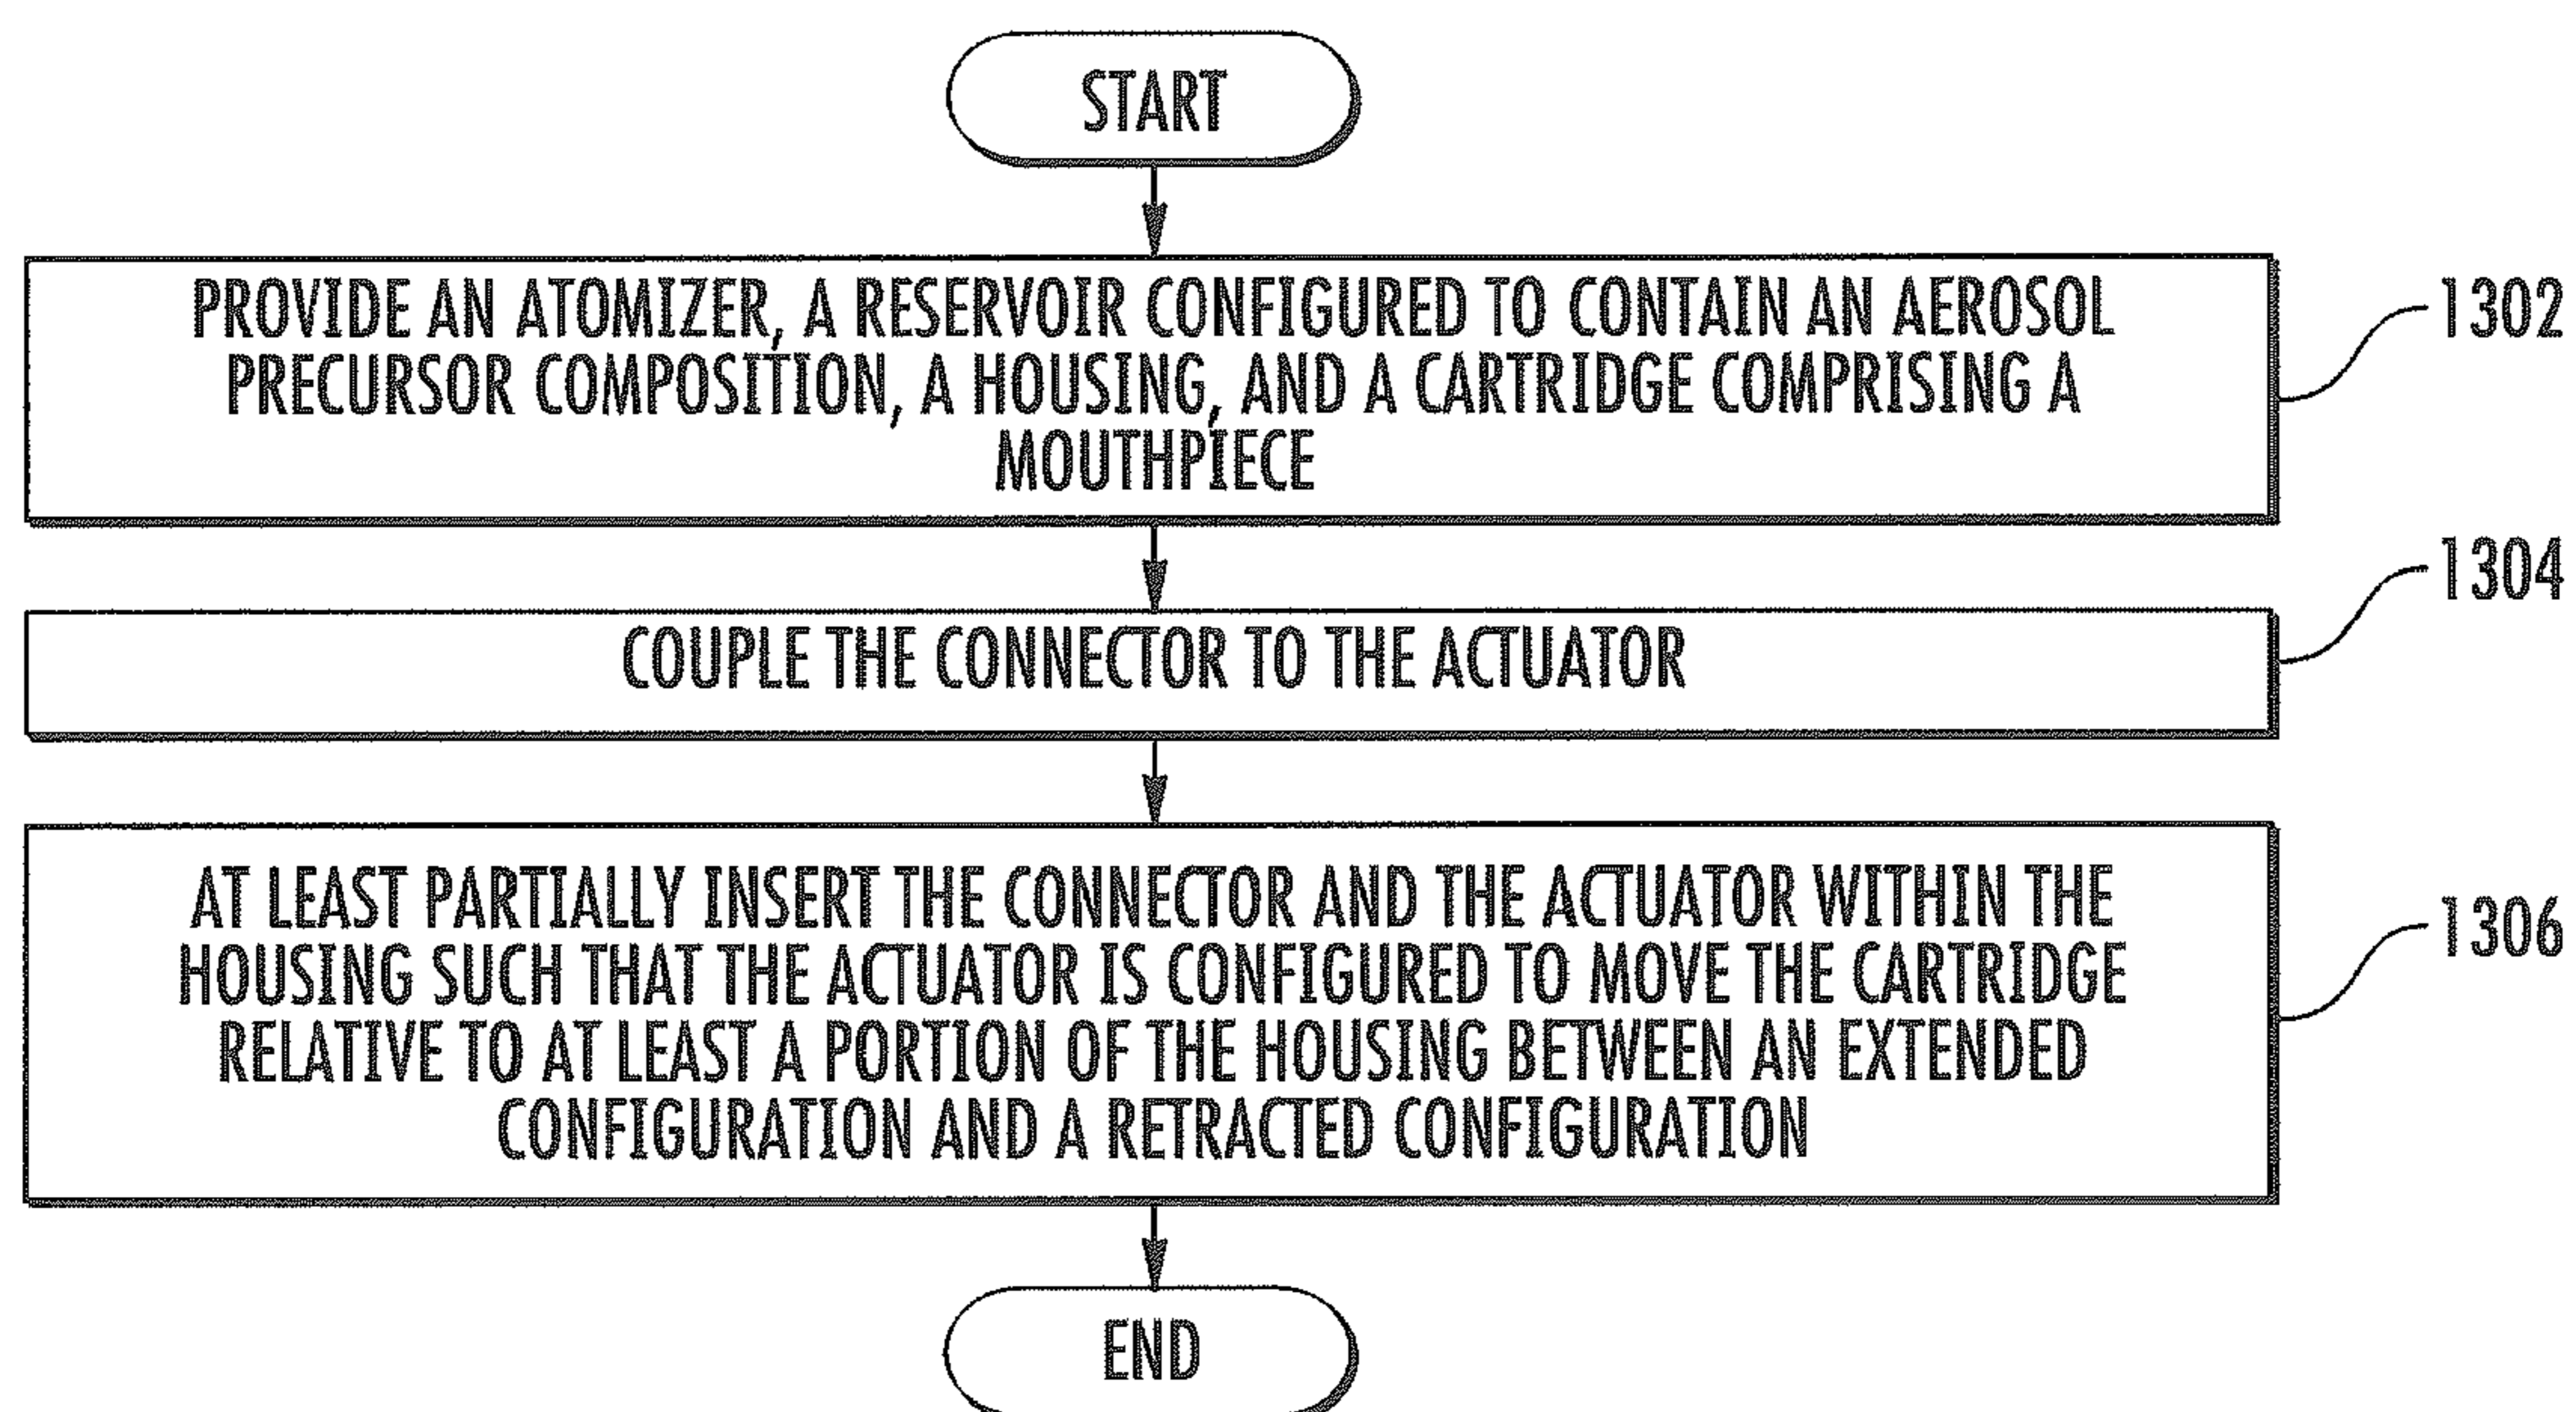 START
PROVIDE AN ATOMIZER, A RESERVOIR CONFIGURED TO CONTAIN AN AEROSOL
PRECURSOR COMPOSITION, A HOUSING, AND A CARTRIDGE COMPRISING A
MOUTHPIECE
1302
COUPLE THE CONNECTOR TO THE ACTUATOR
1304
AT LEAST PARTIALLY INSERT THE CONNECTOR AND THE ACTUATOR WITHIN THE
HOUSING SUCH THAT THE ACTUATOR IS CONFIGURED TO MOVE THE CARTRIDGE
RELATIVE TO AT LEAST A PORTION OF THE HOUSING BETWEEN AN EXTENDED
CONFIGURATION AND A RETRACTED CONFIGURATION
1306
END